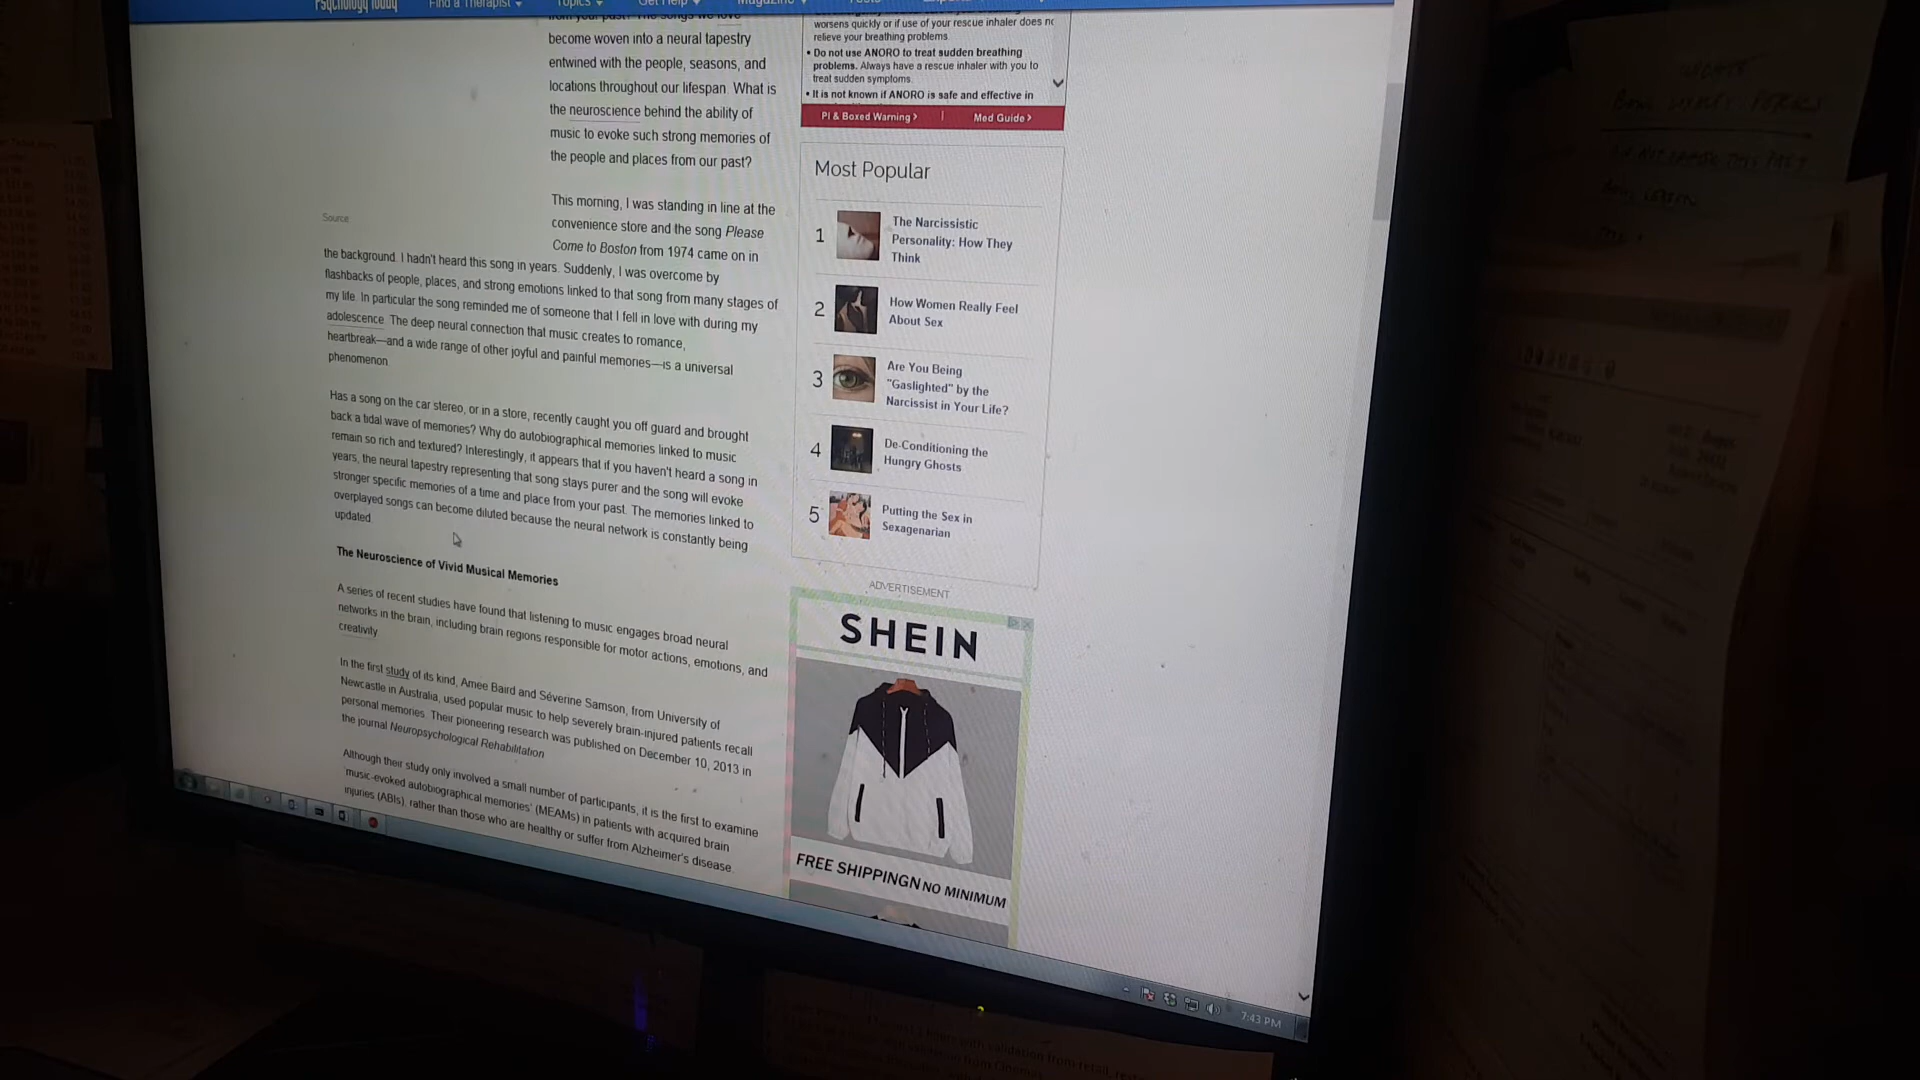 Psychology Today
Find a Therapist
Topics
Get Help
from your past? The songs we love
become woven into a neural tapestry
entwined with the people, seasons, and
locations throughout our lifespan. What is
the neuroscience behind the ability of
music to evoke such strong memories of
the people and places from our past?
This morning, I was standing in line at the
convenience store and the song Please
Come to Boston from 1974 came on in
Source:
the background. I hadn't heard this song in years. Suddenly, I was overcome by
flashbacks of people, places, and strong emotions linked to that song from many stages of
my life. In particular the song reminded me of someone that I fell in love with during my
adolescence. The deep neural connection that music creates to romance,
heartbreak—and a wide range of other joyful and painful memories—is a universal
phenomenon.
Has a song on the car stereo, or in a store, recently caught you off guard and brought
back a tidal wave of memories? Why do autobiographical memories linked to music
remain so rich and textured? Interestingly, it appears that if you haven't heard a song in
years, the neural tapestry representing that song stays purer and the song will evoke
stronger specific memories of a time and place from your past. The memories linked to
overplayed songs can become diluted because the neural network is constantly being
updated.
The Neuroscience of Vivid Musical Memories
A series of recent studies have found that listening to music engages broad neural
networks in the brain, including brain regions responsible for motor actions, emotions, and
creativity.
In the first study of its kind, Amee Baird and Séverine Samson, from University of
Newcastle in Australia, used popular music to help severely brain-injured patients recall
personal memories. Their pioneering research was published on December 10, 2013 in
the journal Neuropsychological Rehabilitation.
Although their study only involved a small number of participants, it is the first to examine
'music-evoked autobiographical memories' (MEAMs) in patients with acquired brain
injuries (ABIs), rather than those who are healthy or suffer from Alzheimer's disease.
worsens quickly or if use of your rescue inhaler does no
relieve your breathing problems.
• Do not use ANORO to treat sudden breathing
problems. Always have a rescue inhaler with you to
treat sudden symptoms.
• It is not known if ANORO is safe and effective in
PI & Boxed Warning > | Med Guide >
Most Popular
1 The Narcissistic
Personality: How They
Think
2 How Women Really Feel
About Sex
3 Are You Being
"Gaslighted" by the
Narcissist in Your Life?
4 De-Conditioning the
Hungry Ghosts
5 Putting the Sex in
Sexagenarian
ADVERTISEMENT
SHEIN
FREE SHIPPINGN NO MINIMUM
7:43 PM